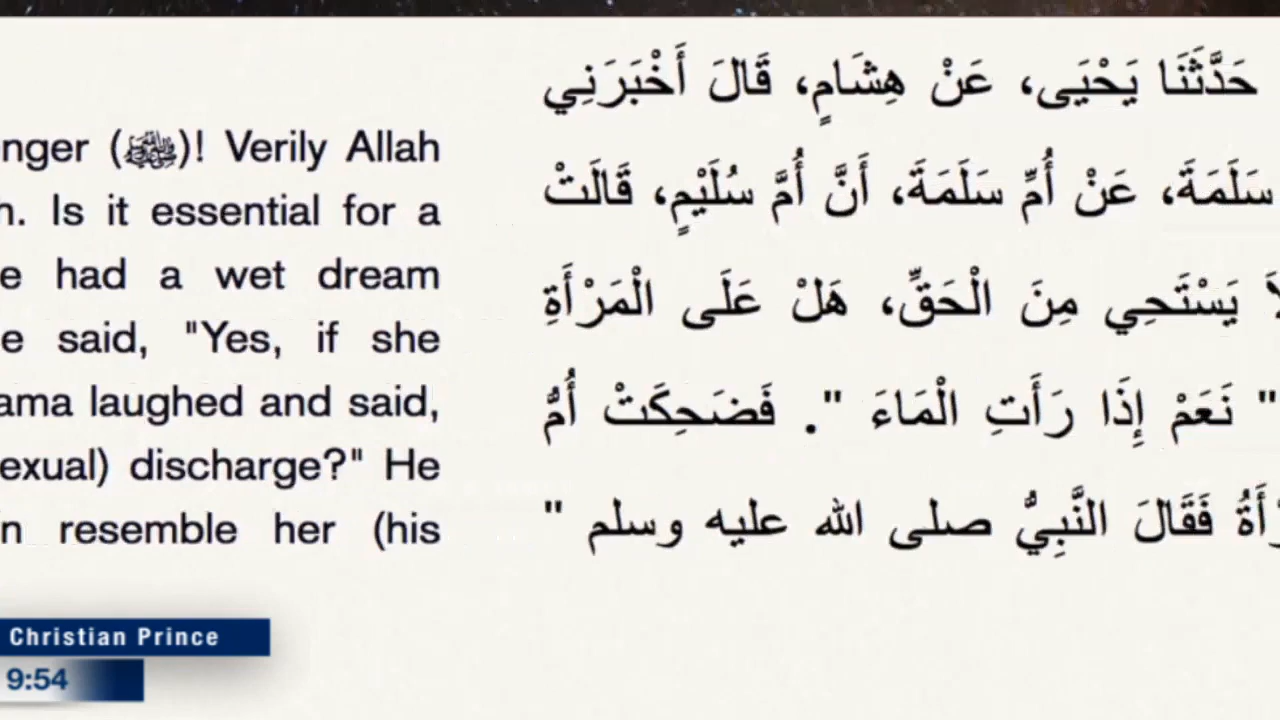 nger (ﷺ)! Verily Allah
h. Is it essential for a
e had a wet dream
e said, "Yes, if she
ama laughed and said,
exual) discharge?" He
n resemble her (his
حَدَّثَنَا يَحْيَى، عَنْ هِشَامٍ، قَالَ أَخْبَرَنِي
سَلَمَةَ، عَنْ أُمِّ سَلَمَةَ، أَنَّ أُمَّ سُلَيْمٍ، قَالَتْ
لاَ يَسْتَحِي مِنَ الْحَقِّ، هَلْ عَلَى الْمَرْأَةِ
" نَعَمْ إِذَا رَأَتِ الْمَاءَ ". فَضَحِكَتْ أُمُّ
رْأَةُ فَقَالَ النَّبِيُّ صلى الله عليه وسلم "
Christian Prince
9:54